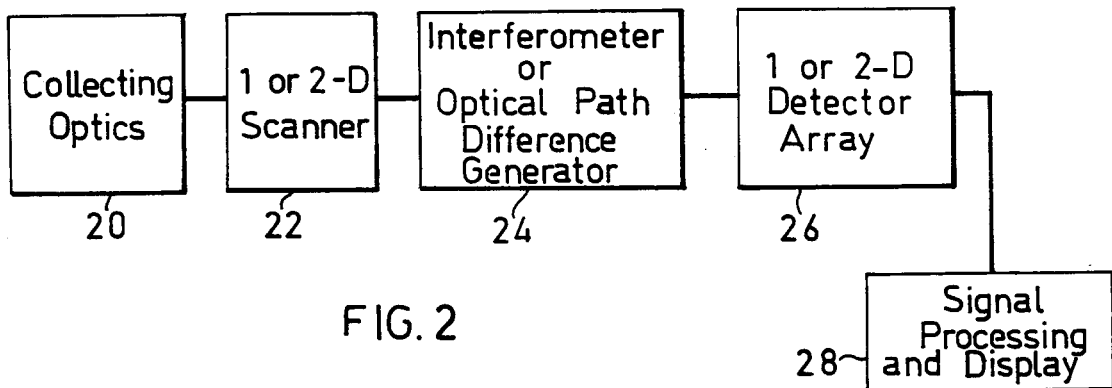 Collecting
Optics
20
1 or 2-D
Scanner
22
Interferometer
or
Optical Path
Difference
Generator
24
1 or 2-D
Detector
Array
26
Signal
Processing
and Display
28
FIG. 2